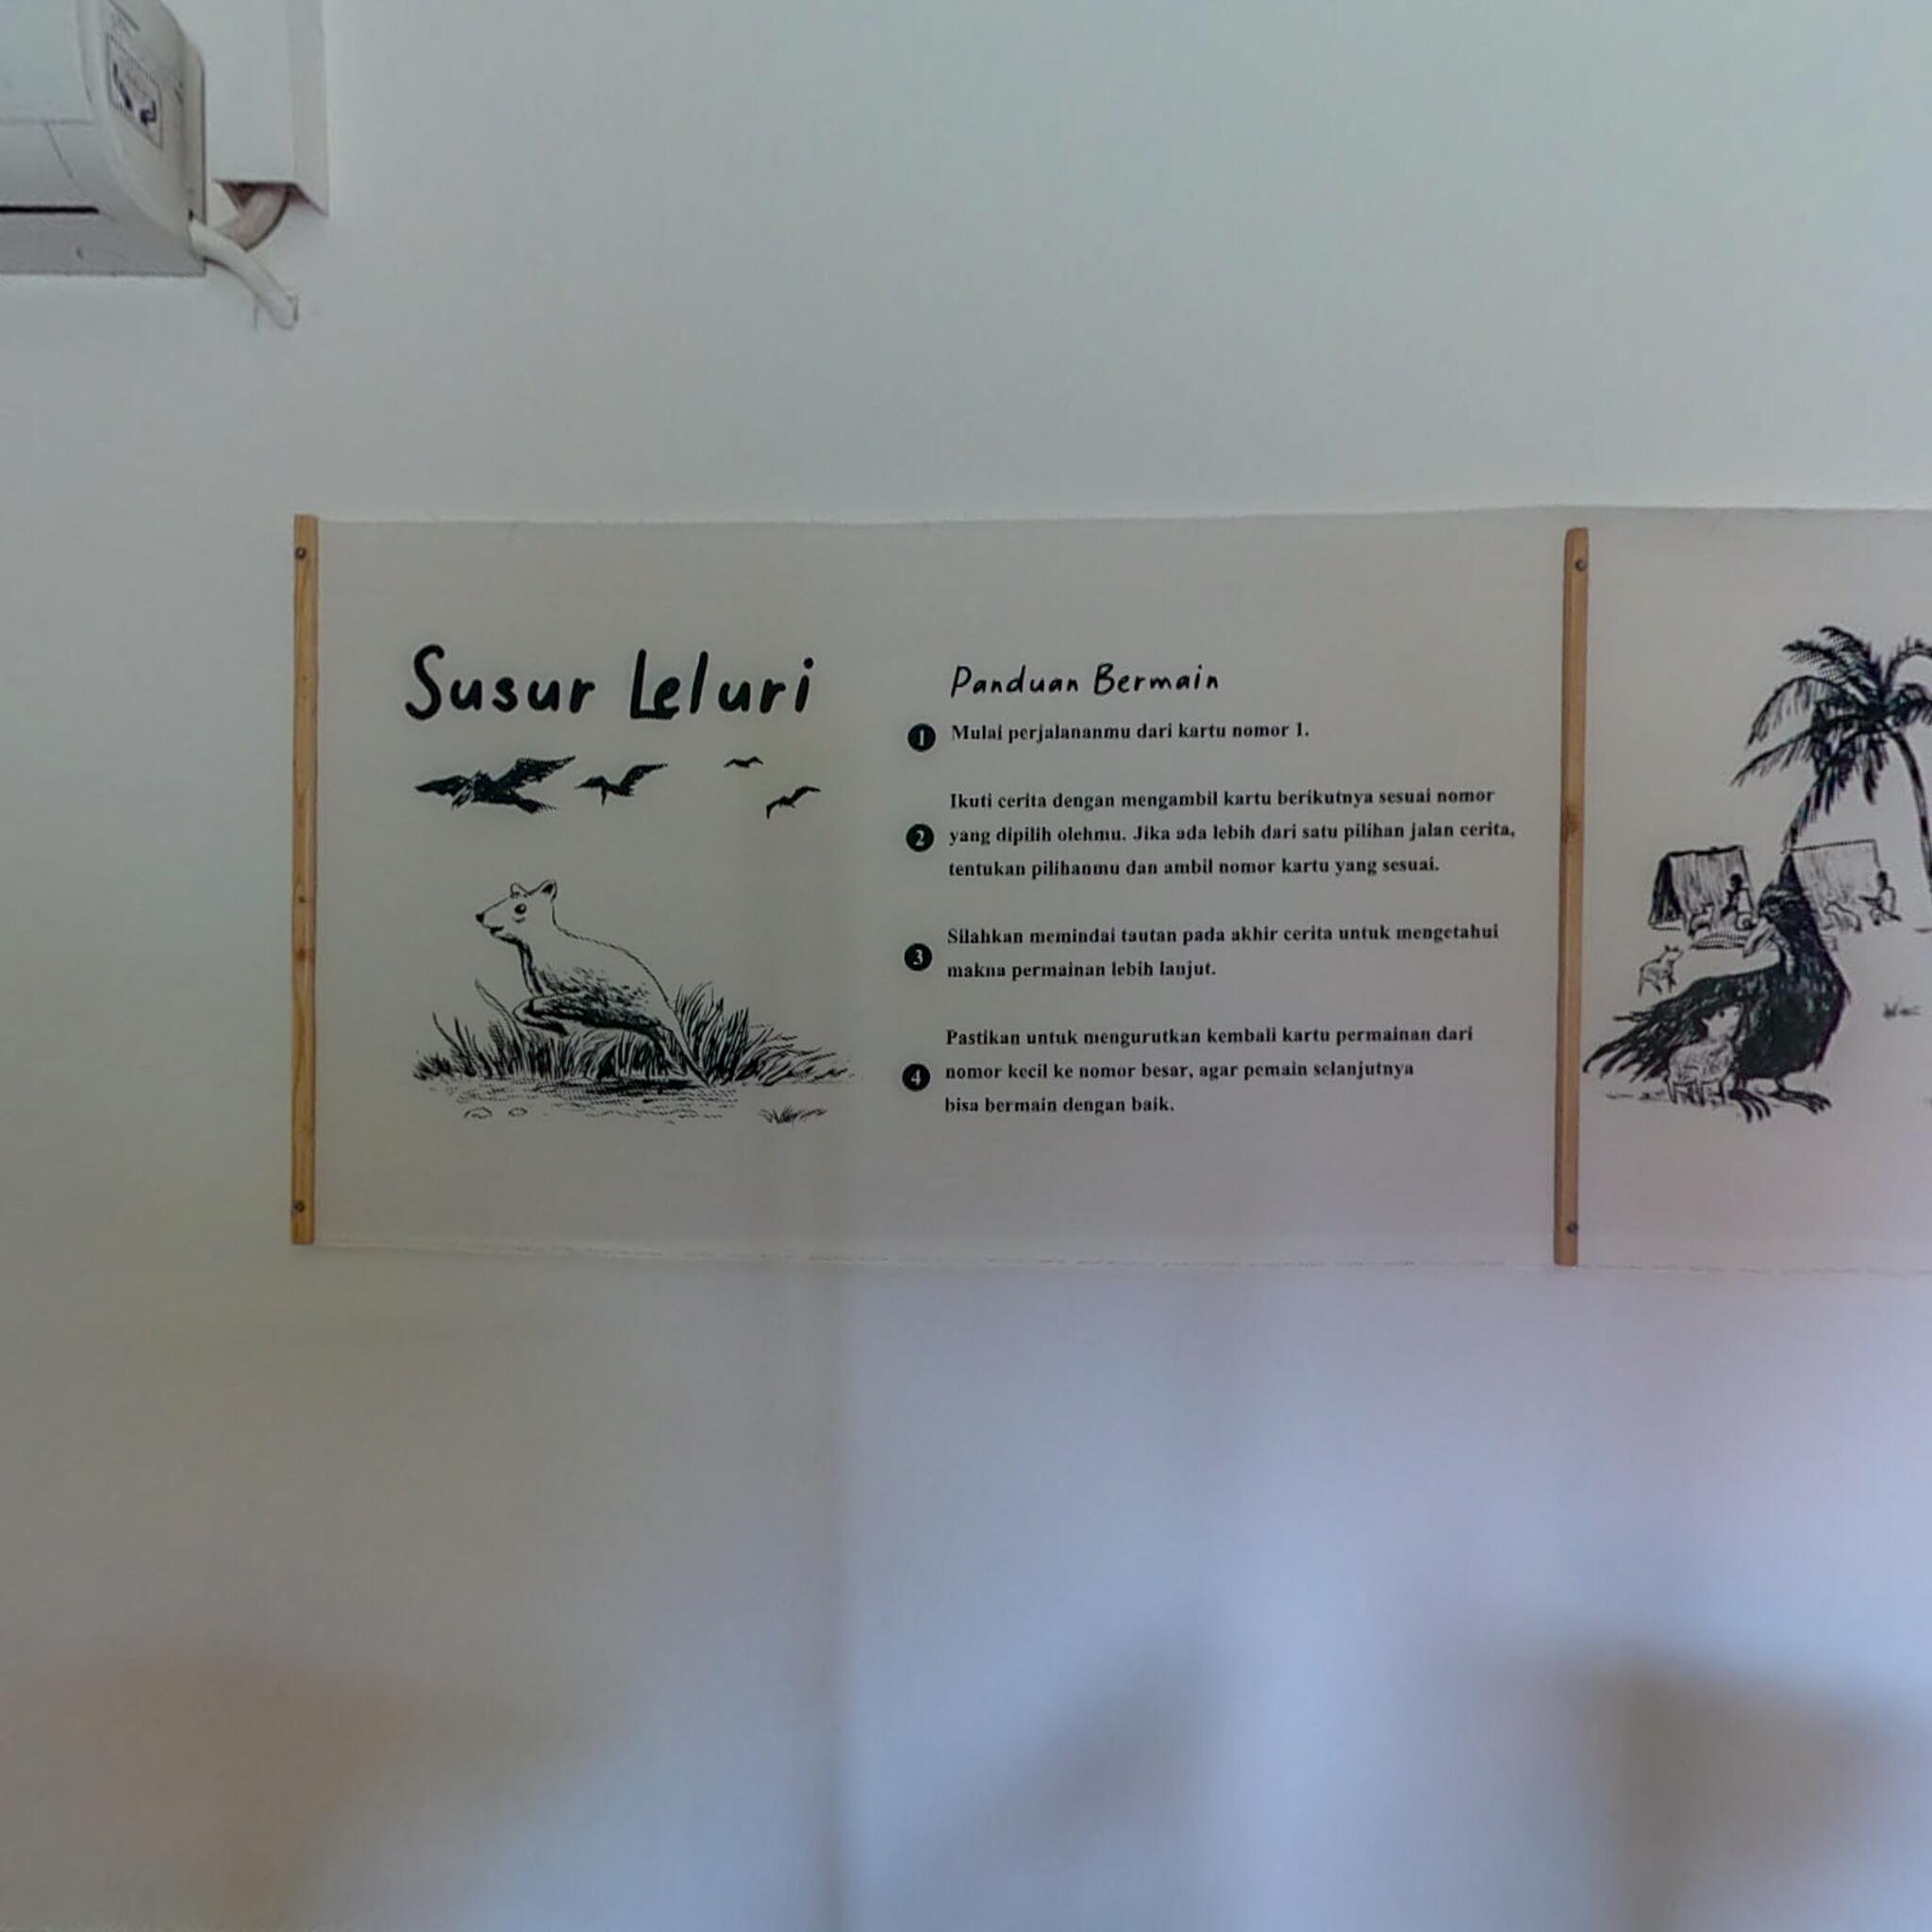 Susur Leluri
Panduan Bermain
1 Mulai perjalananmu dari kartu nomor 1.
Ikuti cerita dengan mengambil kartu berikutnya sesuai nomor
2 yang dipilih olehmu. Jika ada lebih dari satu pilihan jalan cerita,
tentukan pilihanmu dan ambil nomor kartu yang sesuai.
3 Silahkan memindai tautan pada akhir cerita untuk mengetahui
makna permainan lebih lanjut.
Pastikan untuk mengurutkan kembali kartu permainan dari
4 nomor kecil ke nomor besar, agar pemain selanjutnya
bisa bermain dengan baik.